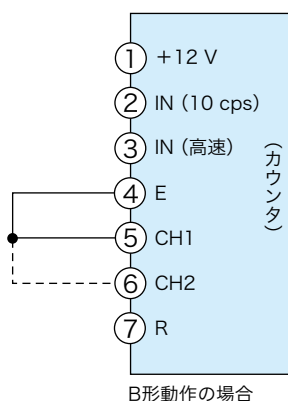 ① +12 V
② IN (10 cps)
③ IN (高速)
④ E
⑤ CH1
⑥ CH2
⑦ R
(カウンタ)
B形動作の場合